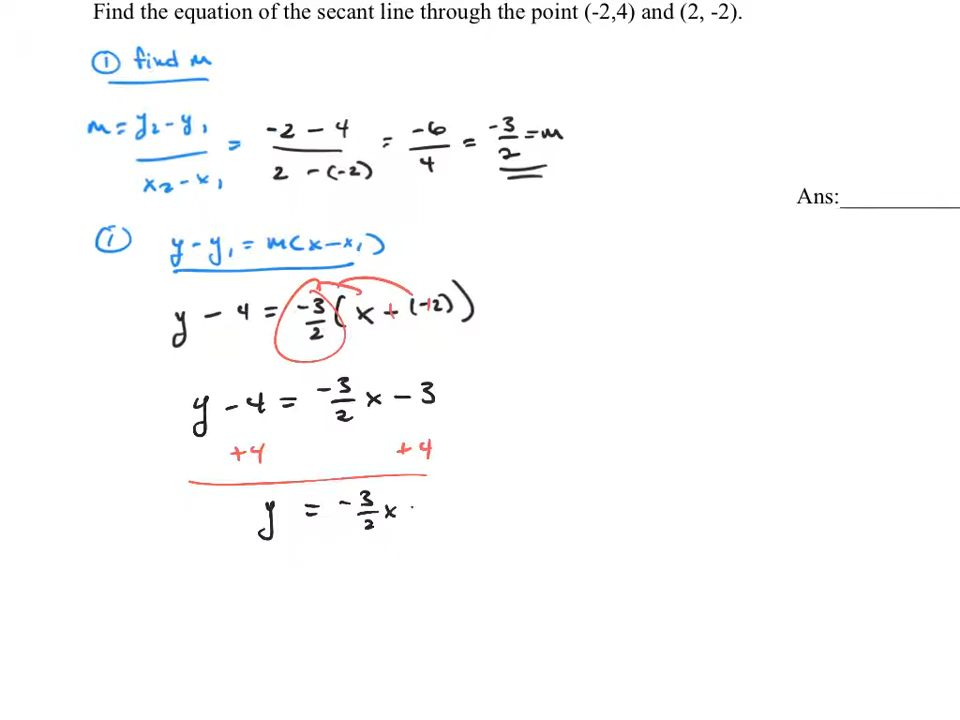 Find the equation of the secant line through the point (-2,4) and (2, -2).
① find m
m = y₂ - y₁ / x₂ - x₁ = -2 - 4 / 2 - (-2) = -6/4 = -3/2 = m
Ans:__________
① y - y₁ = m(x - x₁)
y - 4 = -3/2 (x + (+2))
y - 4 = -3/2 x - 3
+4 +4
y = -3/2 x